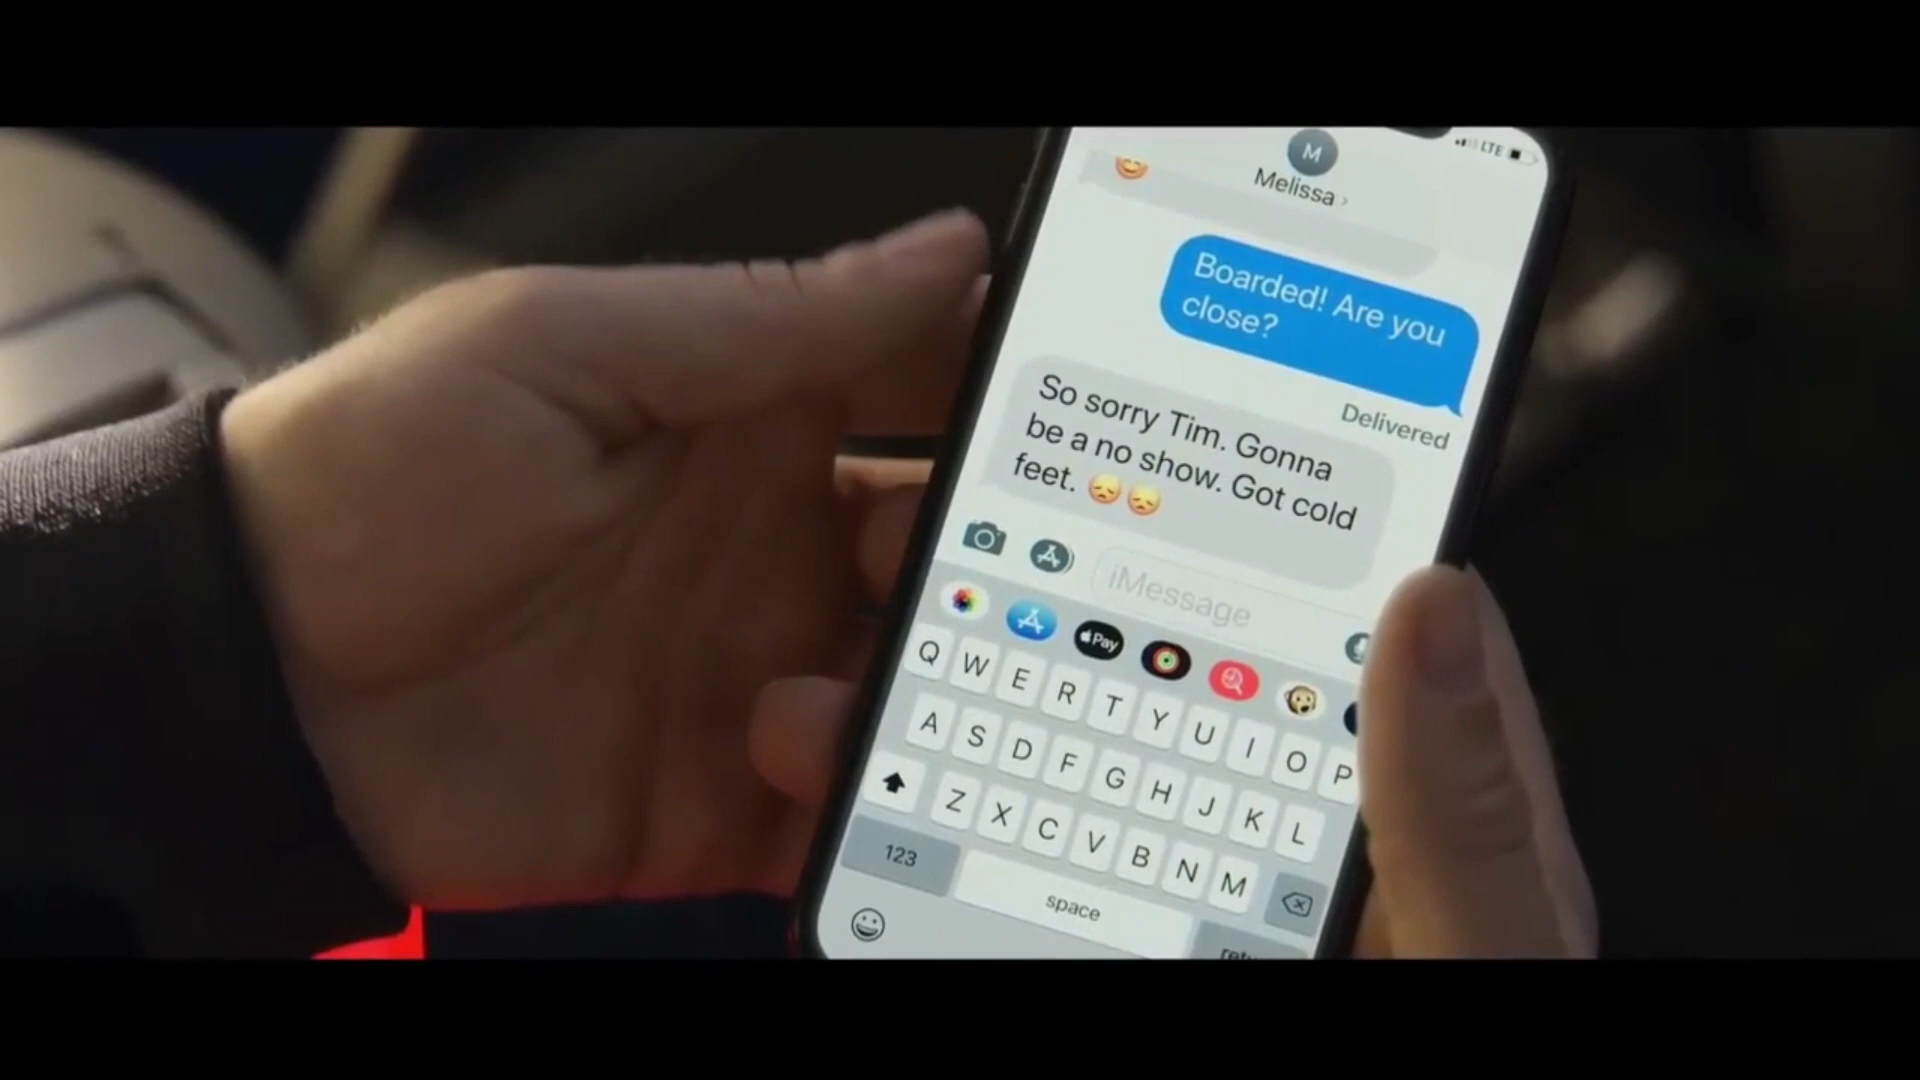 LTE
M
Melissa
Boarded! Are you
close?
Delivered
So sorry Tim. Gonna
be a no show. Got cold
feet. 😞😞
iMessage
Pay
Q W E R T Y U I O P
A S D F G H J K L
Z X C V B N M
123 space